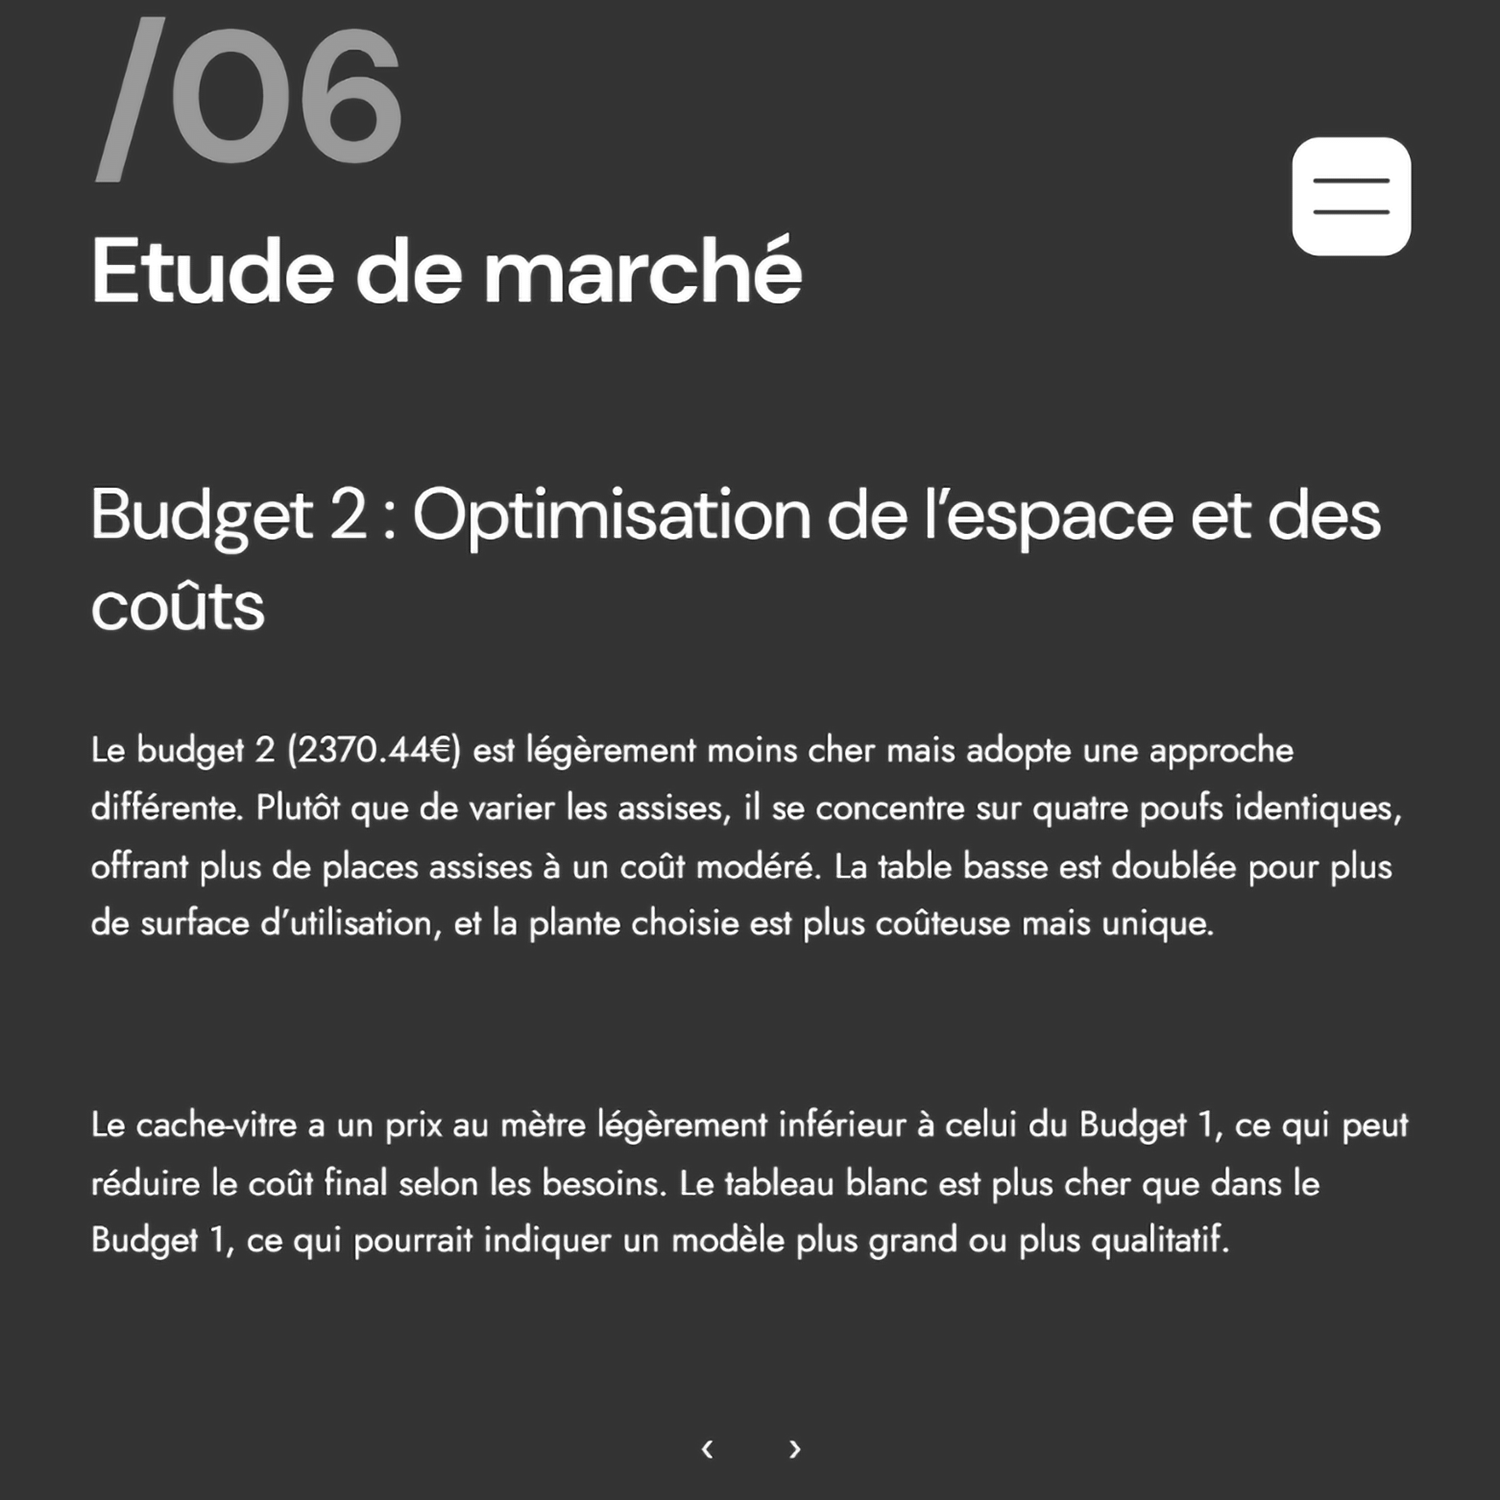 /06
Etude de marché
Budget 2 : Optimisation de l’espace et des
coûts
Le budget 2 (2370.44€) est légèrement moins cher mais adopte une approche
différente. Plutôt que de varier les assises, il se concentre sur quatre poufs identiques,
offrant plus de places assises à un coût modéré. La table basse est doublée pour plus
de surface d’utilisation, et la plante choisie est plus coûteuse mais unique.
Le cache-vitre a un prix au mètre légèrement inférieur à celui du Budget 1, ce qui peut
réduire le coût final selon les besoins. Le tableau blanc est plus cher que dans le
Budget 1, ce qui pourrait indiquer un modèle plus grand ou plus qualitatif.
‹ ›